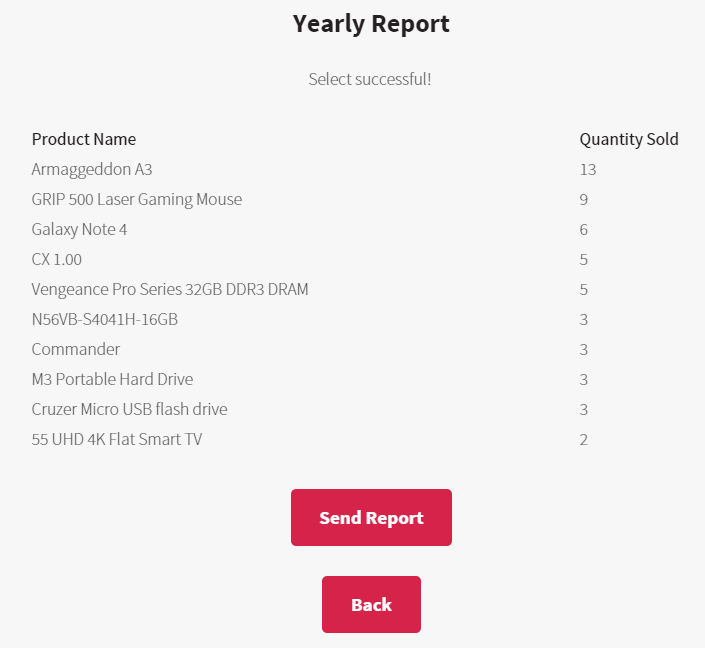 Yearly Report
Select successful!
Product Name Quantity Sold
Armaggeddon A3 13
GRIP 500 Laser Gaming Mouse 9
Galaxy Note 4 6
CX 1.00 5
Vengeance Pro Series 32GB DDR3 DRAM 5
N56VB-S4041H-16GB 3
Commander 3
M3 Portable Hard Drive 3
Cruzer Micro USB flash drive 3
55 UHD 4K Flat Smart TV 2
Send Report
Back